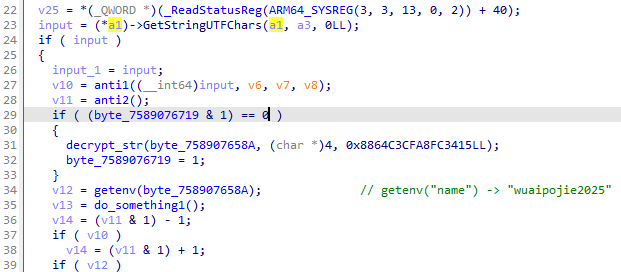 22 v25 = *(_QWORD *)(_ReadStatusReg(ARM64_SYSREG(3, 3, 13, 0, 2)) + 40);
23 input = (*a1)->GetStringUTFChars(a1, a3, 0LL);
24 if ( input )
25 {
26 input_1 = input;
27 v10 = anti1((__int64)input, v6, v7, v8);
28 v11 = anti2();
29 if ( (byte_7589076719 & 1) == 0 )
30 {
31 decrypt_str(byte_758907658A, (char *)4, 0x8864C3CFA8FC3415LL);
32 byte_7589076719 = 1;
33 }
34 v12 = getenv(byte_758907658A); // getenv("name") -> "wuaipojie2025"
35 v13 = do_something1();
36 v14 = (v11 & 1) - 1;
37 if ( v10 )
38 v14 = (v11 & 1) + 1;
39 if ( v12 )